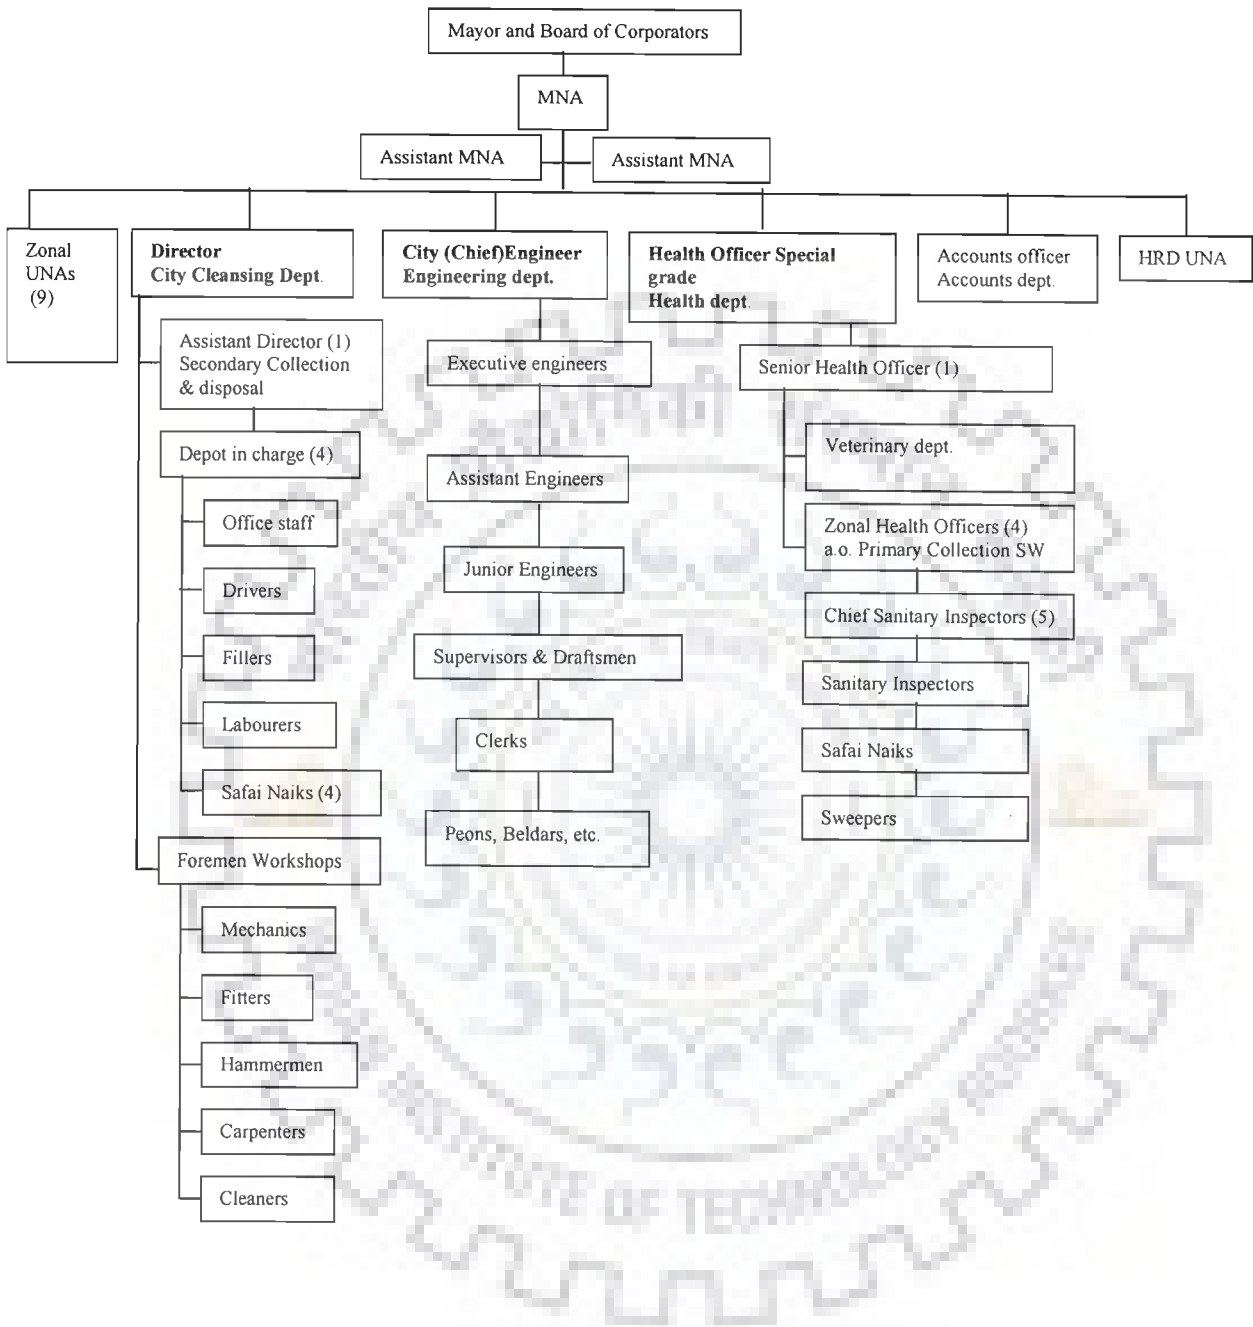 Mayor and Board of Corporators
MNA
Assistant MNA
Assistant MNA
Zonal
UNAs
(9)
Director
City Cleansing Dept.
City (Chief)Engineer
Engineering dept.
Health Officer Special
grade
Health dept.
Accounts officer
Accounts dept.
HRD UNA
Assistant Director (1)
Secondary Collection
& disposal
Depot in charge (4)
Office staff
Drivers
Fillers
Labourers
Safai Naiks (4)
Foremen Workshops
Mechanics
Fitters
Hammermen
Carpenters
Cleaners
Executive engineers
Assistant Engineers
Junior Engineers
Supervisors & Draftsmen
Clerks
Peons, Beldars, etc.
Senior Health Officer (1)
Veterinary dept.
Zonal Health Officers (4)
a.o. Primary Collection SW
Chief Sanitary Inspectors (5)
Sanitary Inspectors
Safai Naiks
Sweepers
INSTITUTE OF TECHNOLOGY